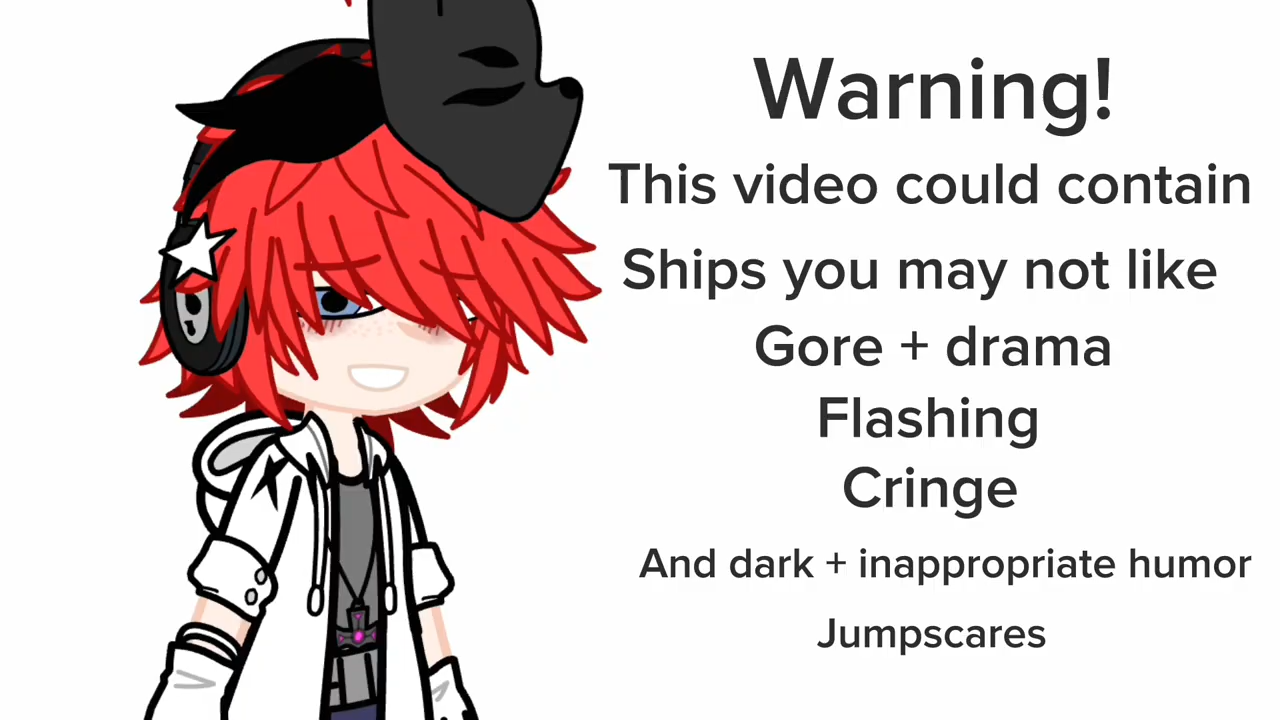 Warning!
This video could contain
Ships you may not like
Gore + drama
Flashing
Cringe
And dark + inappropriate humor
Jumpscares